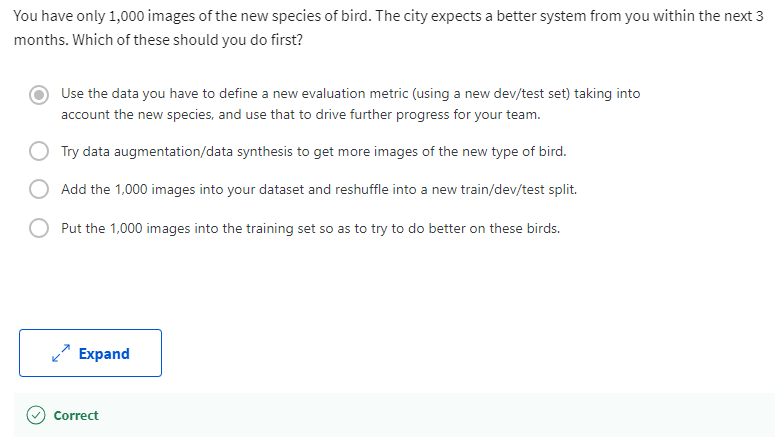 You have only 1,000 images of the new species of bird. The city expects a better system from you within the next 3
months. Which of these should you do first?
Use the data you have to define a new evaluation metric (using a new dev/test set) taking into
account the new species, and use that to drive further progress for your team.
Try data augmentation/data synthesis to get more images of the new type of bird.
Add the 1,000 images into your dataset and reshuffle into a new train/dev/test split.
Put the 1,000 images into the training set so as to try to do better on these birds.
Expand
Correct